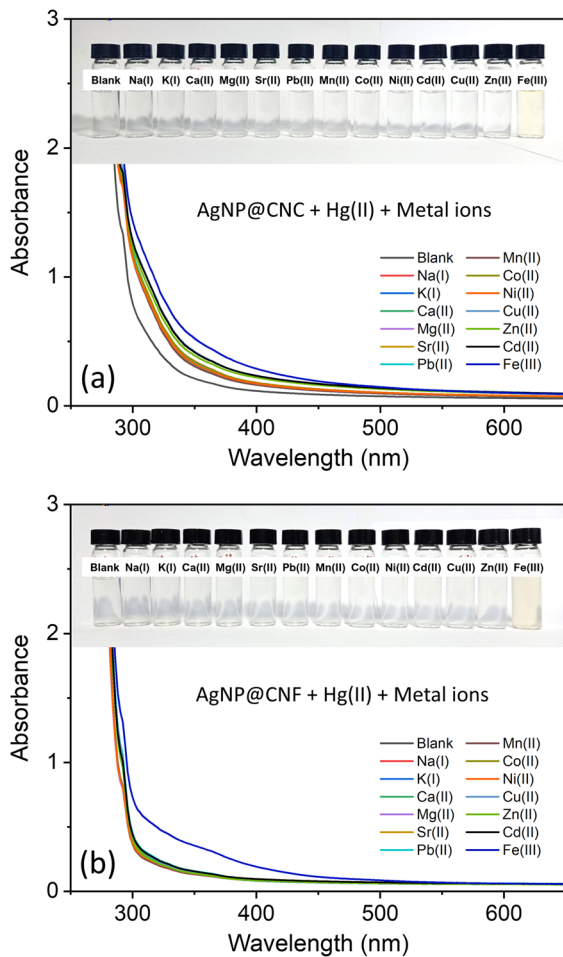 3
Blank Na(I) K(I) Ca(II) Mg(II) Sr(II) Pb(II) Mn(II) Co(II) Ni(II) Cd(II) Cu(II) Zn(II) Fe(III)
2
AgNP@CNC + Hg(II) + Metal ions
Absorbance
Blank Mn(II)
Na(I) Co(II)
1
K(I) Ni(II)
Ca(II) Cu(II)
Mg(II) Zn(II)
Sr(II) Cd(II)
Pb(II) Fe(III)
(a)
0
300 400 500 600
Wavelength (nm)
3
Blank Na(I) K(I) Ca(II) Mg(II) Sr(II) Pb(II) Mn(II) Co(II) Ni(II) Cd(II) Cu(II) Zn(II) Fe(III)
2
AgNP@CNF + Hg(II) + Metal ions
Absorbance
Blank Mn(II)
Na(I) Co(II)
1
K(I) Ni(II)
Ca(II) Cu(II)
Mg(II) Zn(II)
Sr(II) Cd(II)
Pb(II) Fe(III)
(b)
0
300 400 500 600
Wavelength (nm)